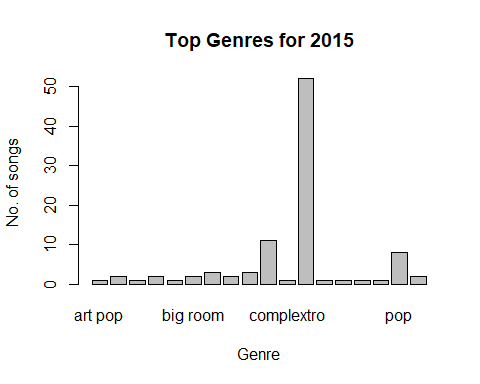 Top Genres for 2015
No. of songs
50
40
30
20
10
0
art pop
big room
complextro
pop
Genre